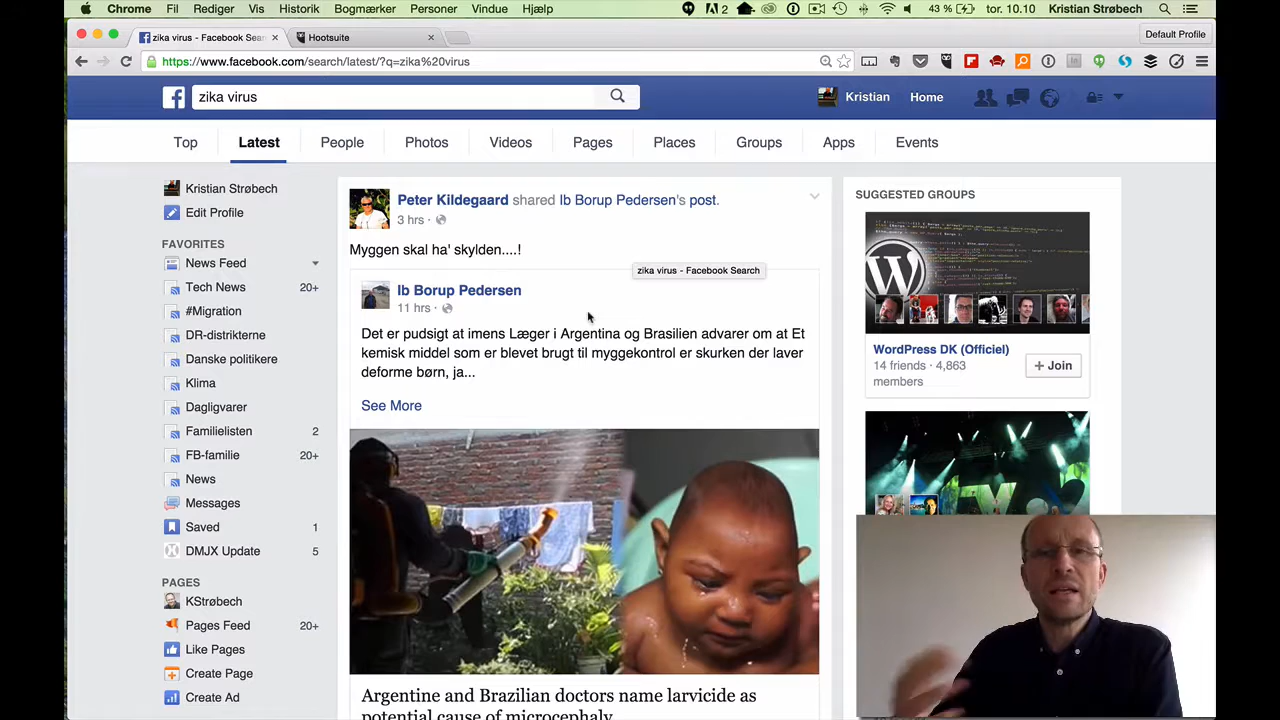 Chrome Fil Rediger Vis Historik Bogmærker Personer Vindue Hjælp 2 43 % tor. 10.10 Kristian Strøbech
zika virus - Facebook Sear × Hootsuite × Default Profile
https://www.facebook.com/search/latest/?q=zika%20virus
zika virus Kristian Home
Top Latest People Photos Videos Pages Places Groups Apps Events
Kristian Strøbech
Edit Profile
FAVORITES
News Feed
Tech News 20+
#Migration
DR-distrikterne
Danske politikere
Klima
Dagligvarer
Familielisten 2
FB-familie 20+
News
Messages
Saved 1
DMJX Update 5
PAGES
KStrøbech
Pages Feed 20+
Like Pages
Create Page
Create Ad
Peter Kildegaard shared Ib Borup Pedersen's post.
3 hrs ·
Myggen skal ha' skylden....!
zika virus - Facebook Search
Ib Borup Pedersen
11 hrs ·
Det er pudsigt at imens Læger i Argentina og Brasilien advarer om at Et
kemisk middel som er blevet brugt til myggekontrol er skurken der laver
deforme børn, ja...
See More
Argentine and Brazilian doctors name larvicide as
potential cause of microcephaly
SUGGESTED GROUPS
WordPress DK (Officiel)
14 friends · 4,863
members
+ Join